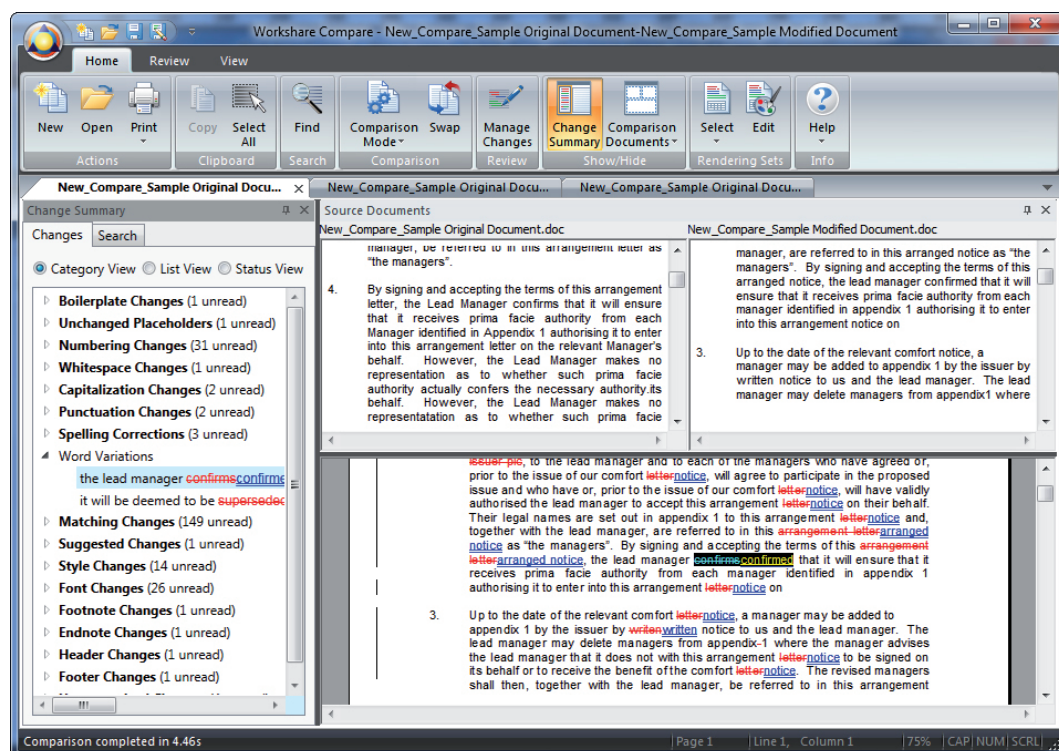 Workshare Compare - New_Compare_Sample Original Document-New_Compare_Sample Modified Document
Home Review View
New Open Print Copy Select All Find Comparison Mode Swap Manage Changes Change Summary Comparison Documents Select Edit Help
Actions Clipboard Search Comparison Review Show/Hide Rendering Sets Info
New_Compare_Sample Original Docu... New_Compare_Sample Original Docu... New_Compare_Sample Original Docu...
Change Summary
Changes Search
Category View List View Status View
Boilerplate Changes (1 unread)
Unchanged Placeholders (1 unread)
Numbering Changes (31 unread)
Whitespace Changes (1 unread)
Capitalization Changes (2 unread)
Punctuation Changes (2 unread)
Spelling Corrections (3 unread)
Word Variations
the lead manager confirmsconfirme
it will be deemed to be superseded
Matching Changes (149 unread)
Suggested Changes (1 unread)
Style Changes (14 unread)
Font Changes (26 unread)
Footnote Changes (1 unread)
Endnote Changes (1 unread)
Header Changes (1 unread)
Footer Changes (1 unread)
Source Documents
New_Compare_Sample Original Document.doc
manager, be referred to in this arrangement letter as
“the managers”.
4. By signing and accepting the terms of this arrangement
letter, the Lead Manager confirms that it will ensure
that it receives prima facie authority from each
Manager identified in Appendix 1 authorising it to enter
into this arrangement letter on the relevant Manager's
behalf. However, the Lead Manager makes no
representation as to whether such prima facie
authority actually confers the necessary authority.its
behalf. However, the Lead Manager makes no
representatation as to whether such prima facie
New_Compare_Sample Modified Document.doc
manager, are referred to in this arranged notice as “the
managers”. By signing and accepting the terms of this
arranged notice, the lead manager confirmed that it will
ensure that it receives prima facie authority from each
manager identified in appendix 1 authorising it to enter
into this arrangement notice on
3. Up to the date of the relevant comfort notice, a
manager may be added to appendix 1 by the issuer by
written notice to us and the lead manager. The lead
manager may delete managers from appendix1 where
issuer plc, to the lead manager and to each of the managers who have agreed or,
prior to the issue of our comfort letternotice, will agree to participate in the proposed
issue and who have or, prior to the issue of our comfort letternotice, will have validly
authorised the lead manager to accept this arrangement letternotice on their behalf.
Their legal names are set out in appendix 1 to this arrangement letternotice and,
together with the lead manager, are referred to in this arrangement letterarranged
notice as “the managers”. By signing and accepting the terms of this arrangement
letterarranged notice, the lead manager confirmsconfirmed that it will ensure that it
receives prima facie authority from each manager identified in appendix 1
authorising it to enter into this arrangement letternotice on
3. Up to the date of the relevant comfort letternotice, a manager may be added to
appendix 1 by the issuer by writenwritten notice to us and the lead manager. The
lead manager may delete managers from appendix-1 where the manager advises
the lead manager that it does not with this arrangement letternotice to be signed on
its behalf or to receive the benefit of the comfort letternotice. The revised managers
shall then, together with the lead manager, be referred to in this arrangement
Comparison completed in 4.46s
Page 1 Line 1, Column 1 75% CAP NUM SCRL